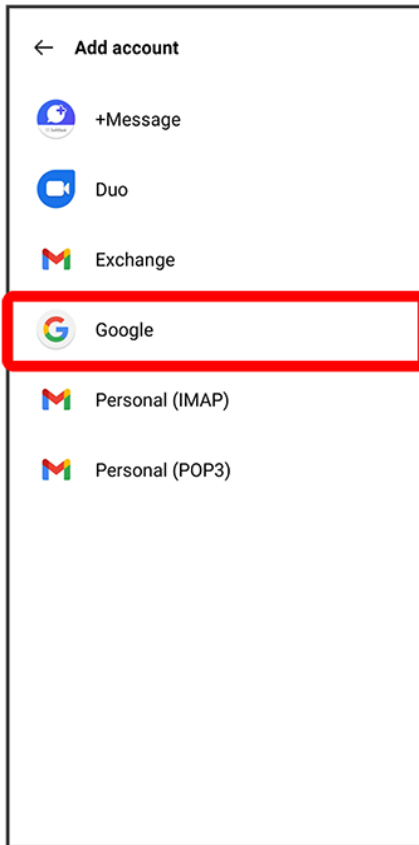 Add account
+Message
Duo
Exchange
Google
Personal (IMAP)
Personal (POP3)